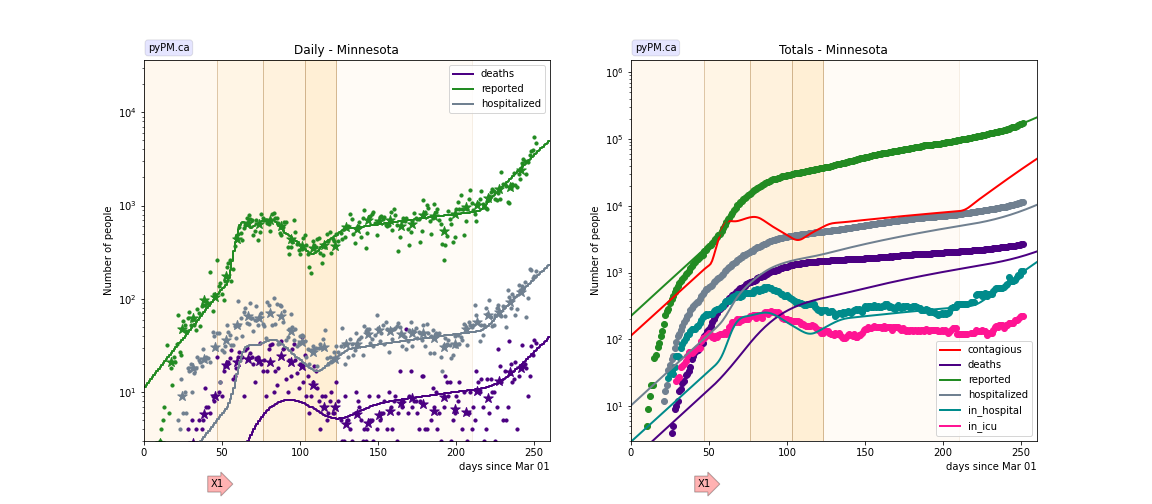 pyPM.ca
Daily - Minnesota
Number of people
10^4
10^3
10^2
10^1
0
50
100
150
200
250
days since Mar 01
deaths
reported
hospitalized
X1
pyPM.ca
Totals - Minnesota
Number of people
10^6
10^5
10^4
10^3
10^2
10^1
0
50
100
150
200
250
days since Mar 01
contagious
deaths
reported
hospitalized
in_hospital
in_icu
X1